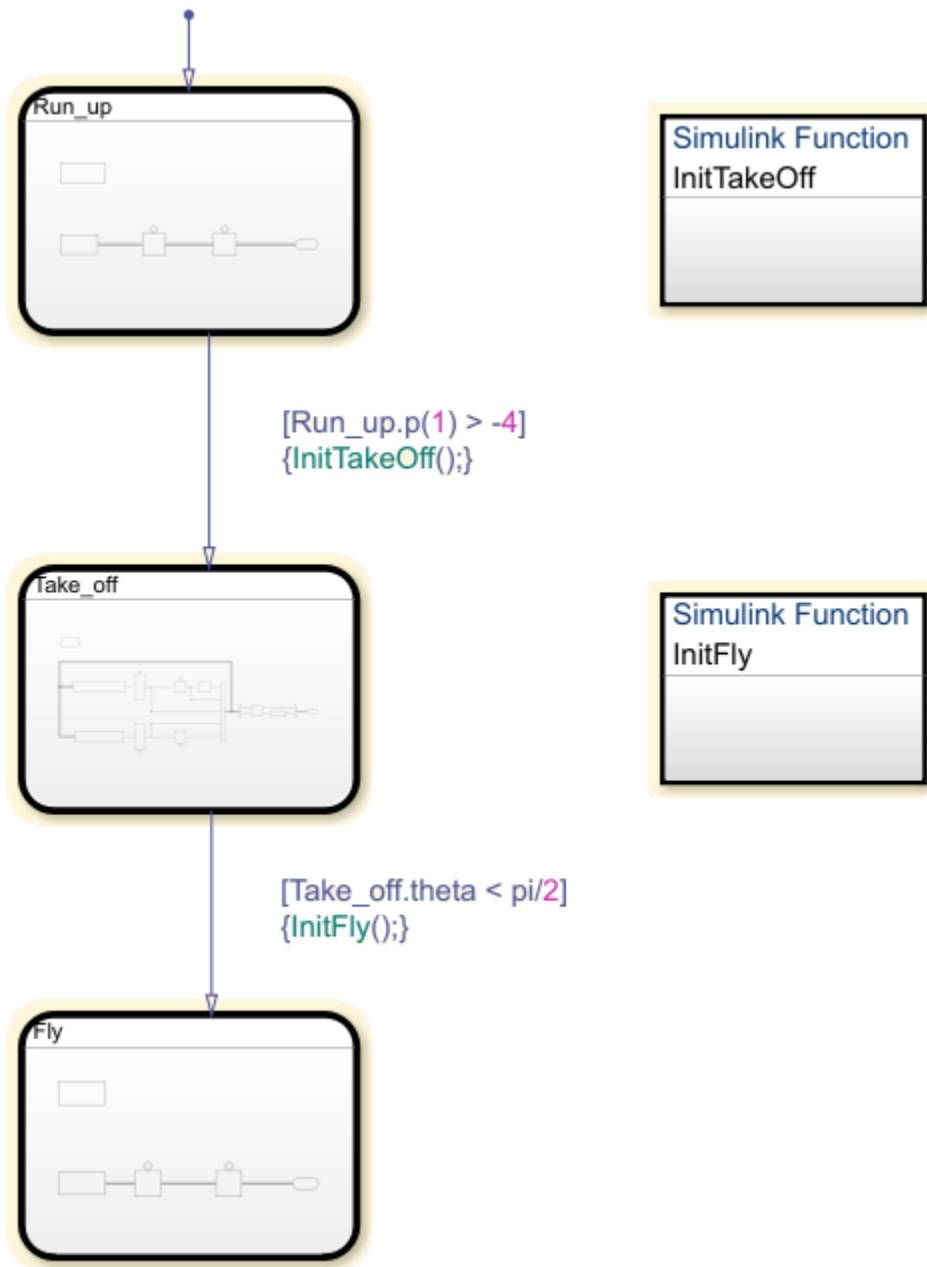 Run_up
Simulink Function
InitTakeOff
[Run_up.p(1) > -4]
{InitTakeOff();}
Take_off
Simulink Function
InitFly
[Take_off.theta < pi/2]
{InitFly();}
Fly